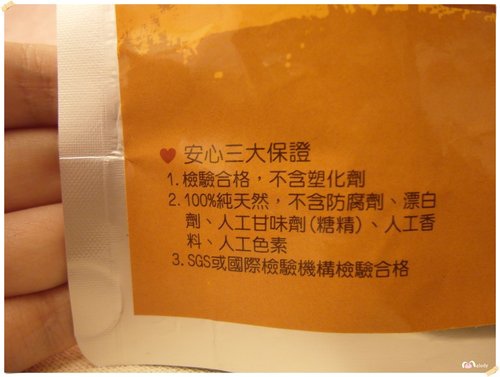 ♥ 安心三大保證
1. 檢驗合格，不含塑化劑
2. 100%純天然，不含防腐劑、漂白
劑、人工甘味劑(糖精)、人工香
料、人工色素
3. SGS或國際檢驗機構檢驗合格
Melody